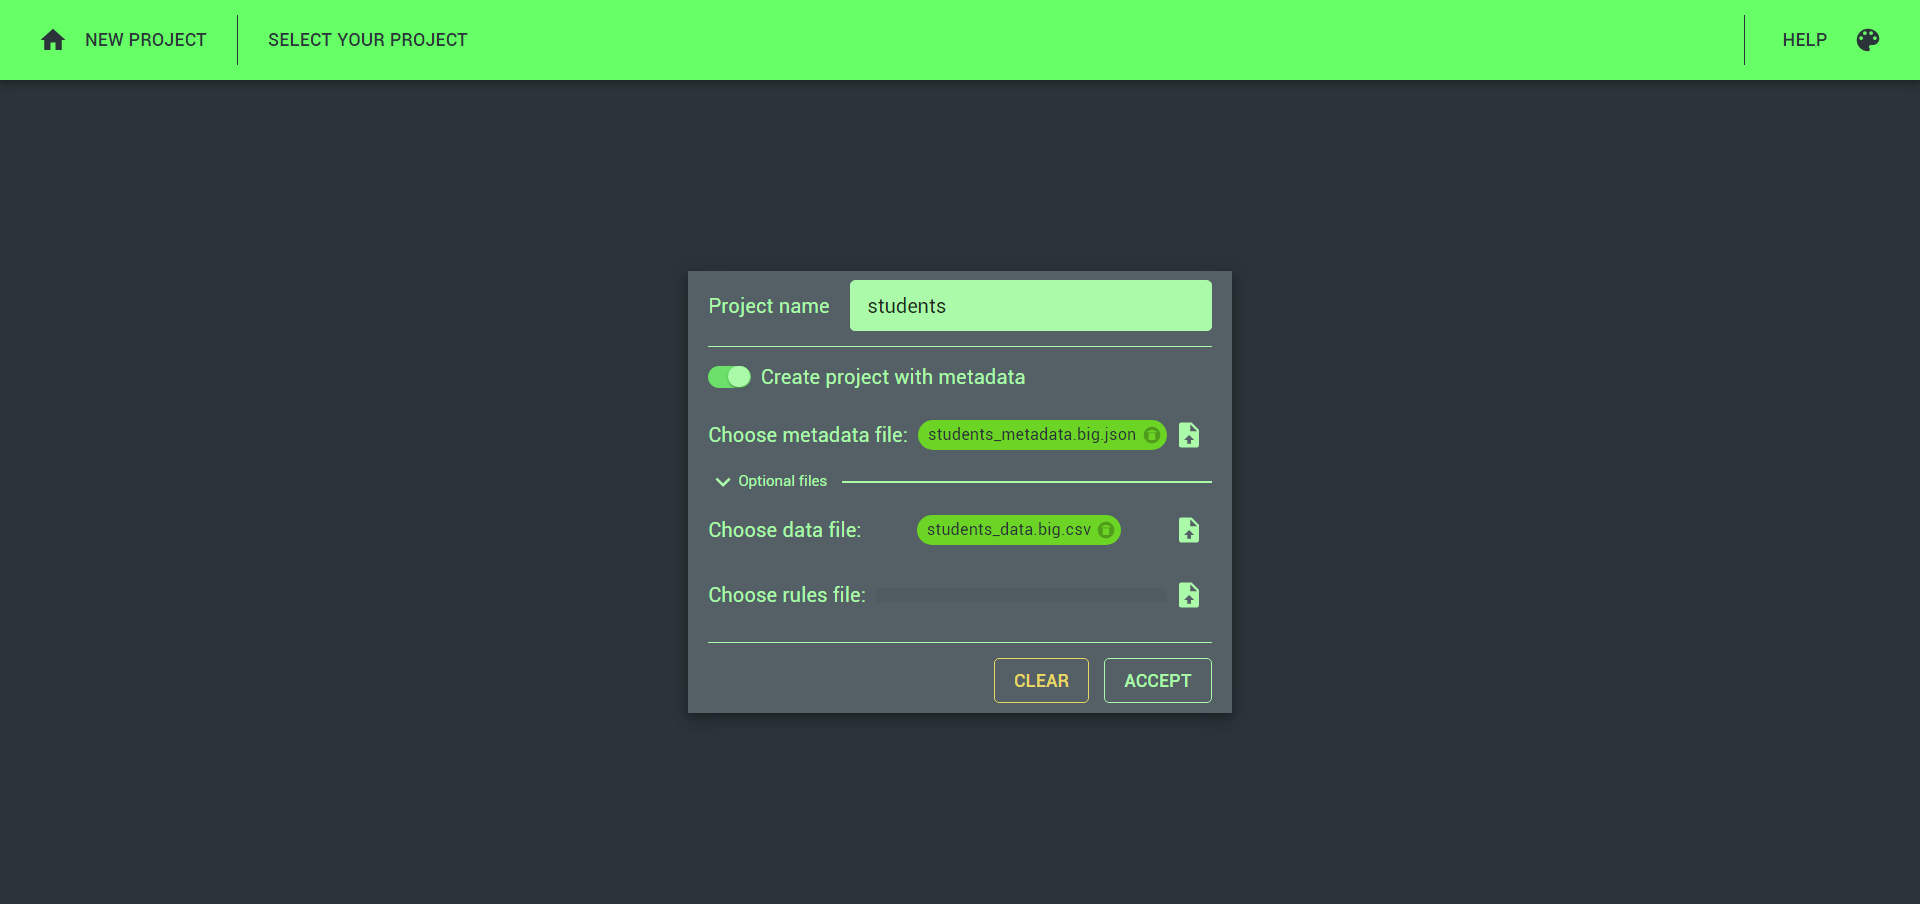 NEW PROJECT
SELECT YOUR PROJECT
HELP
Project name
students
Create project with metadata
Choose metadata file:
students_metadata.big.json
Optional files
Choose data file:
students_data.big.csv
Choose rules file:
CLEAR
ACCEPT